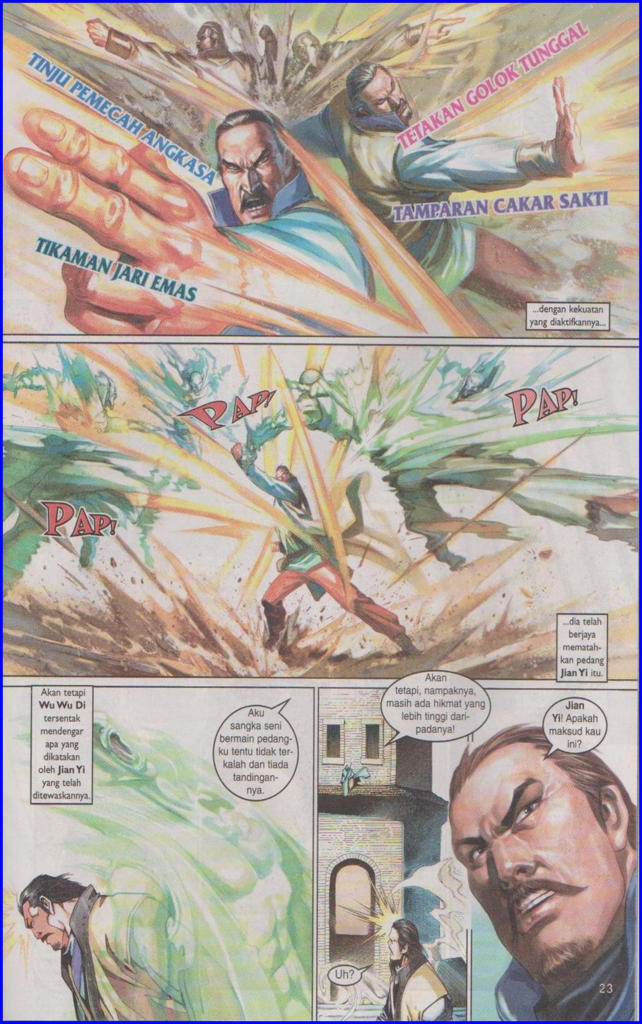 TINJU PEMECAH ANGKASA
TETAKAN GOLOK TUNGGAL
TAMPARAN CAKAR SAKTI
TIKAMAN JARI EMAS
...dengan kekuatan
yang diaktifkannya...
PAP!
PAP!
PAP!
...dia telah
berjaya
mematah-
kan pedang
Jian Yi itu.
Akan tetapi
Wu Wu Di
tersentak
mendengar
apa yang
dikatakan
oleh Jian Yi
yang telah
ditewaskannya.
Aku
sangka seni
bermain pedang-
ku tentu tidak ter-
kalah dan tiada
tandingan-
nya.
Akan
tetapi, nampaknya,
masih ada hikmat yang
lebih tinggi dari-
padanya!
Uh?
Jian
Yi! Apakah
maksud kau
ini?
23